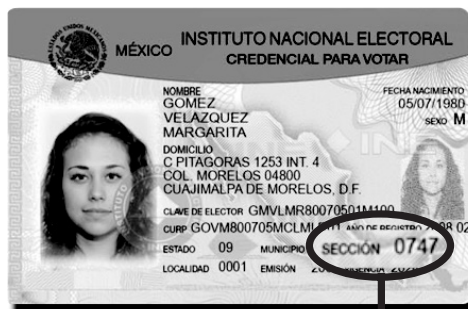 MÉXICO
INSTITUTO NACIONAL ELECTORAL
CREDENCIAL PARA VOTAR
NOMBRE
GOMEZ
VELAZQUEZ
MARGARITA
FECHA NACIMIENTO
05/07/1980
SEXO M
DOMICILIO
C PITAGORAS 1253 INT. 4
COL. MORELOS 04800
CUAJIMALPA DE MORELOS, D.F.
CLAVE DE ELECTOR GMVLMR80070501M100
CURP AÑO DE REGISTRO 02
ESTADO 09 MUNICIPIO SECCIÓN 0747
LOCALIDAD 0001 EMISIÓN VIGENCIA